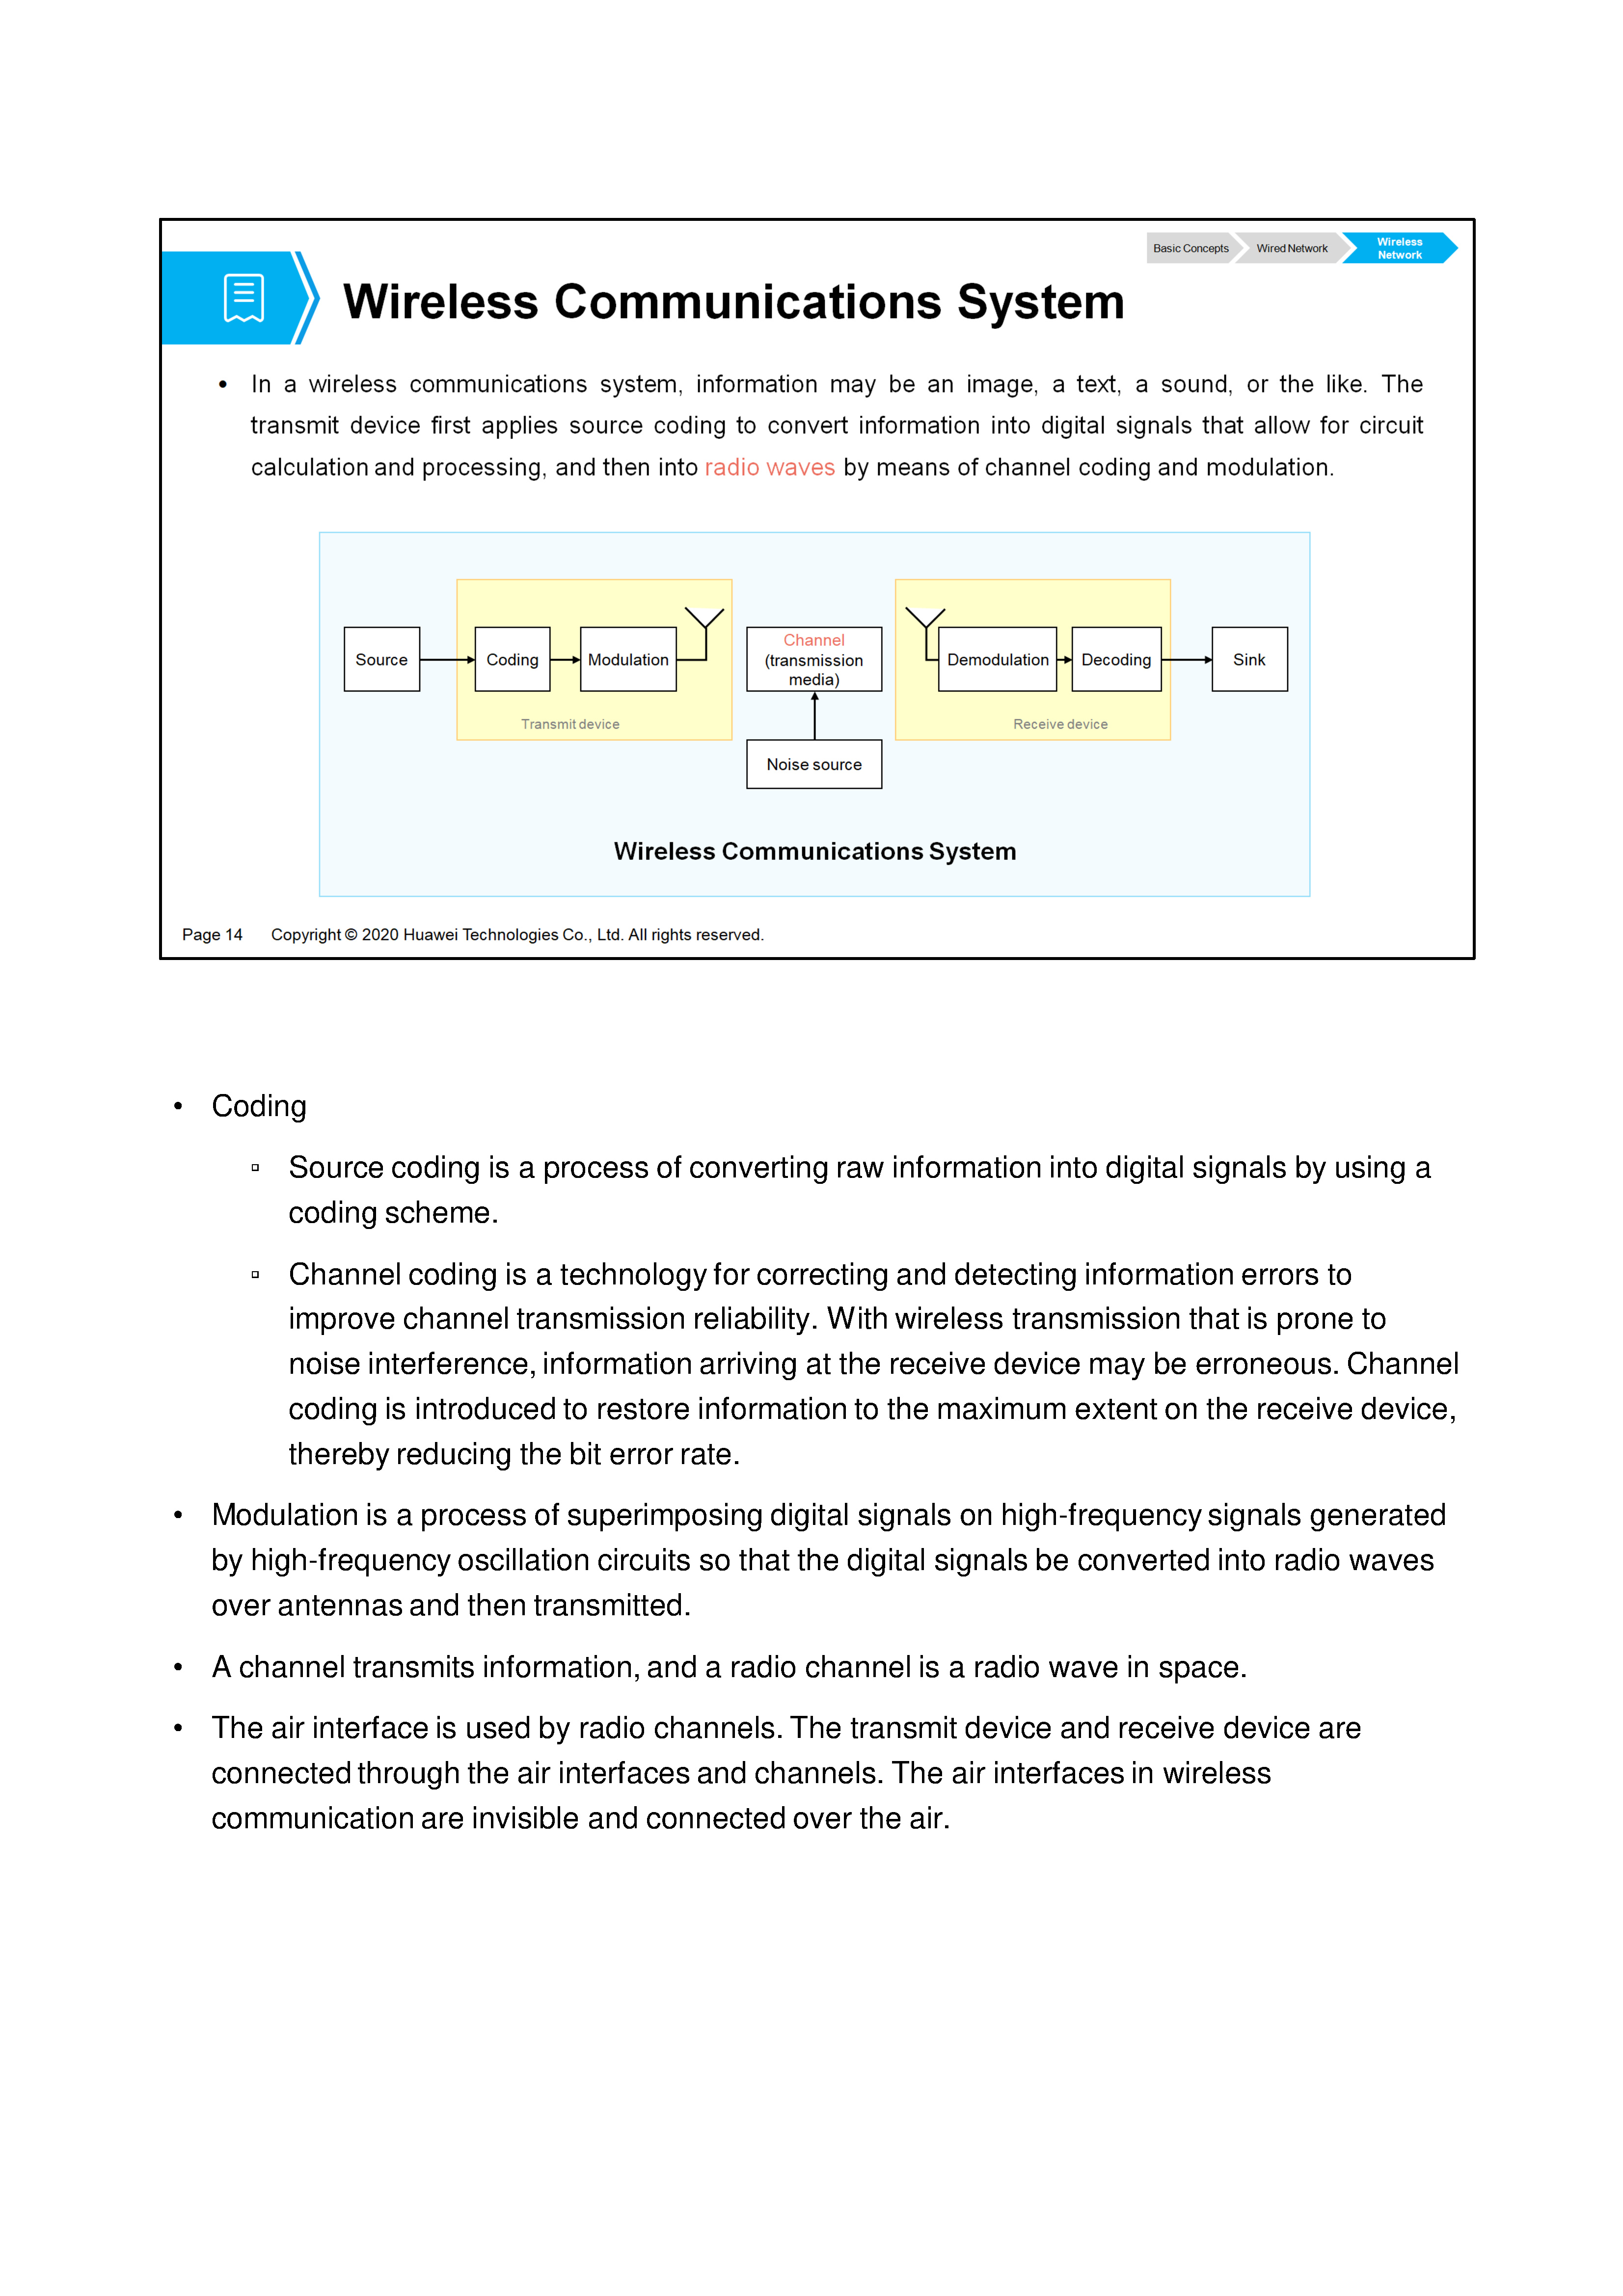 Basic Concepts
Wired Network
Wireless
Network
Wireless Communications System
• In a wireless communications system, information may be an image, a text, a sound, or the like. The
transmit device first applies source coding to convert information into digital signals that allow for circuit
calculation and processing, and then into radio waves by means of channel coding and modulation.
Source
Coding
Modulation
Transmit device
Channel
(transmission
media)
Noise source
Demodulation
Decoding
Receive device
Sink
Wireless Communications System
Page 14 Copyright © 2020 Huawei Technologies Co., Ltd. All rights reserved.
• Coding
▫ Source coding is a process of converting raw information into digital signals by using a
coding scheme.
▫ Channel coding is a technology for correcting and detecting information errors to
improve channel transmission reliability. With wireless transmission that is prone to
noise interference, information arriving at the receive device may be erroneous. Channel
coding is introduced to restore information to the maximum extent on the receive device,
thereby reducing the bit error rate.
• Modulation is a process of superimposing digital signals on high-frequency signals generated
by high-frequency oscillation circuits so that the digital signals be converted into radio waves
over antennas and then transmitted.
• A channel transmits information, and a radio channel is a radio wave in space.
• The air interface is used by radio channels. The transmit device and receive device are
connected through the air interfaces and channels. The air interfaces in wireless
communication are invisible and connected over the air.